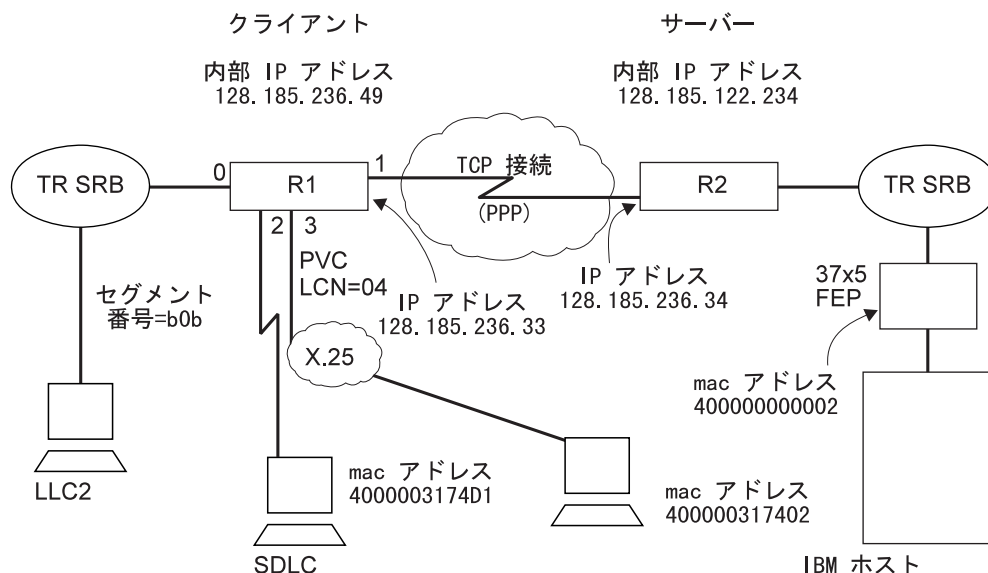 クライアント
サーバー
内部 IP アドレス
128.185.236.49
内部 IP アドレス
128.185.122.234
TR SRB
0
R1
1
TCP 接続
(PPP)
R2
TR SRB
2
3
PVC
LCN=04
IP アドレス
128.185.236.33
IP アドレス
128.185.236.34
37x5
FEP
セグメント
番号=b0b
X.25
mac アドレス
400000000002
LLC2
mac アドレス
4000003174D1
mac アドレス
400000317402
SDLC
IBM ホスト